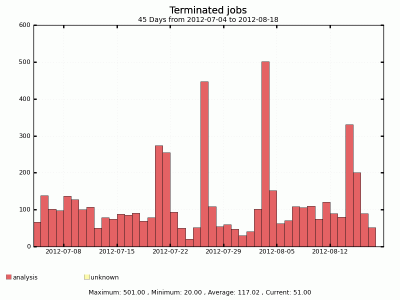 Terminated jobs
45 Days from 2012-07-04 to 2012-08-18
600
500
400
300
200
100
0
2012-07-08 2012-07-15 2012-07-22 2012-07-29 2012-08-05 2012-08-12
analysis unknown
Maximum: 501.00 , Minimum: 20.00 , Average: 117.02 , Current: 51.00